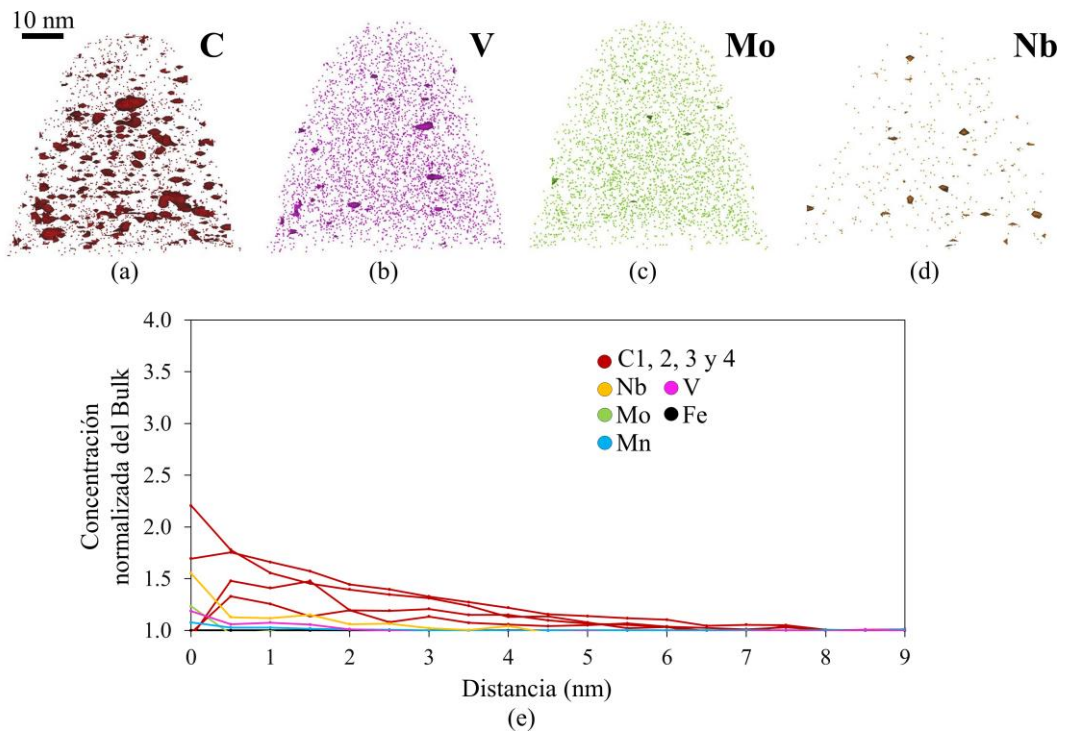 10 nm
C
V
Mo
Nb
(a)
(b)
(c)
(d)
4.0
3.5
3.0
2.5
2.0
1.5
1.0
Concentración
normalizada del Bulk
C1, 2, 3 y 4
Nb V
Mo Fe
Mn
0 1 2 3 4 5 6 7 8 9
Distancia (nm)
(e)